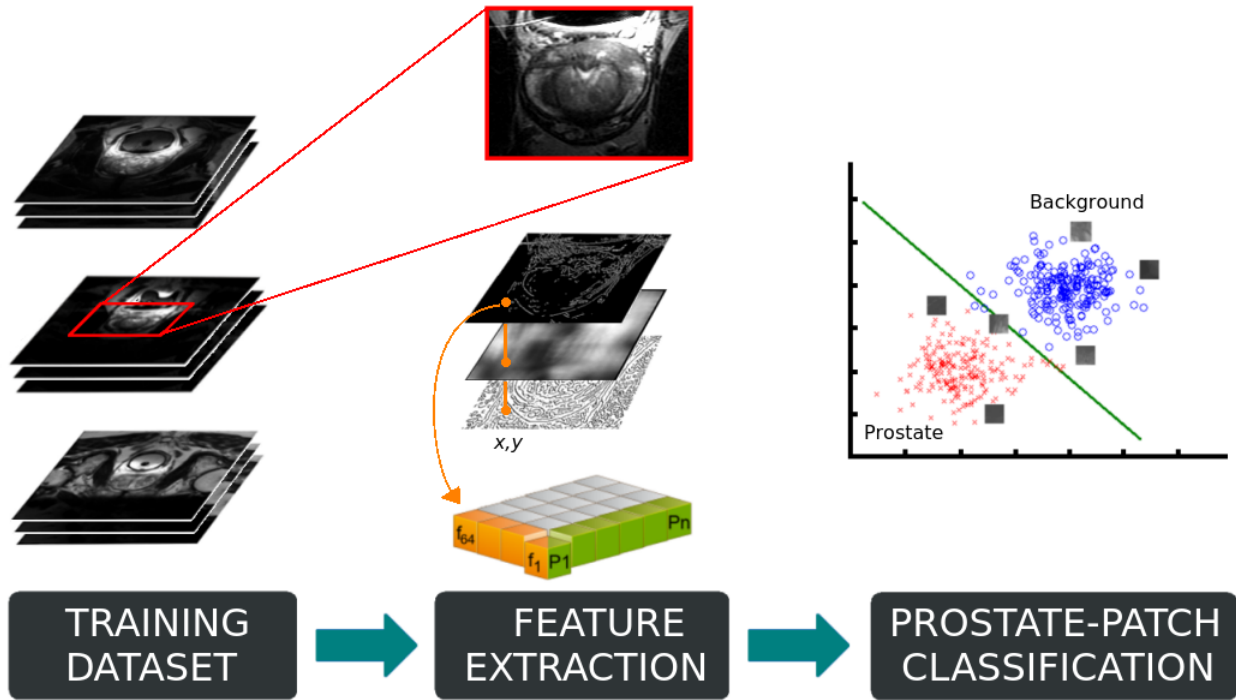 Background
Prostate
x,y
f64
f1
P1
Pn
TRAINING
DATASET
FEATURE
EXTRACTION
PROSTATE-PATCH
CLASSIFICATION